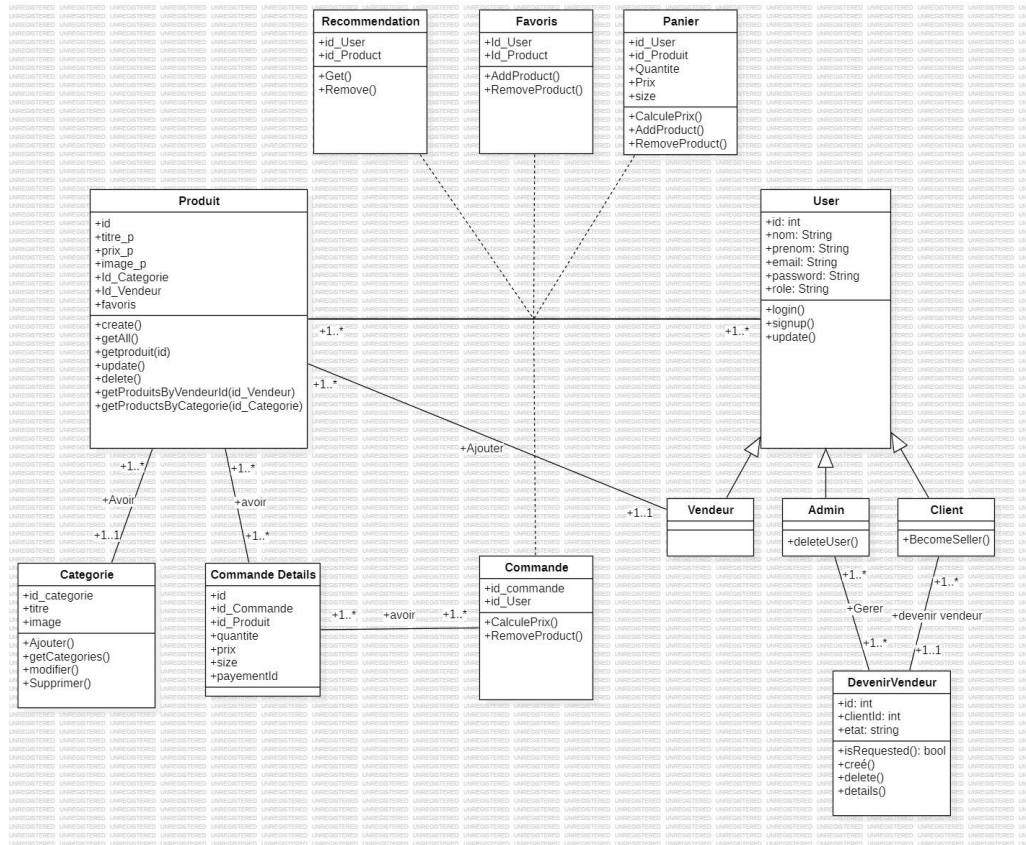 Recommendation
+id_User
+id_Product
+Get()
+Remove()
Favoris
+Id_User
+Id_Product
+AddProduct()
+RemoveProduct()
Panier
+id_User
+id_Produit
+Quantite
+Prix
+size
+CalculePrix()
+AddProduct()
+RemoveProduct()
Produit
+id
+titre_p
+prix_p
+image_p
+Id_Categorie
+Id_Vendeur
+favoris
+create()
+getAll()
+getproduit(id)
+update()
+delete()
+getProduitsByVendeurId(id_Vendeur)
+getProductsByCategorie(id_Categorie)
User
+id: int
+nom: String
+prenom: String
+email: String
+password: String
+role: String
+login()
+signup()
+update()
+1..*
+1..*
+1..*
+Ajouter
+1..1
+1..*
+Avoir
+1..1
+1..*
+avoir
+1..*
Vendeur
Admin
+deleteUser()
Client
+BecomeSeller()
Categorie
+id_categorie
+titre
+image
+Ajouter()
+getCategories()
+modifier()
+Supprimer()
Commande Details
+id
+id_Commande
+id_Produit
+quantite
+prix
+size
+payementId
+1..*
+avoir
+1..*
Commande
+id_commande
+id_User
+CalculePrix()
+RemoveProduct()
+1..*
+Gerer
+1..*
+1..*
+devenir vendeur
+1..1
DevenirVendeur
+id: int
+clientId: int
+etat: string
+isRequested(): bool
+creé()
+delete()
+details()
UNREGISTERED